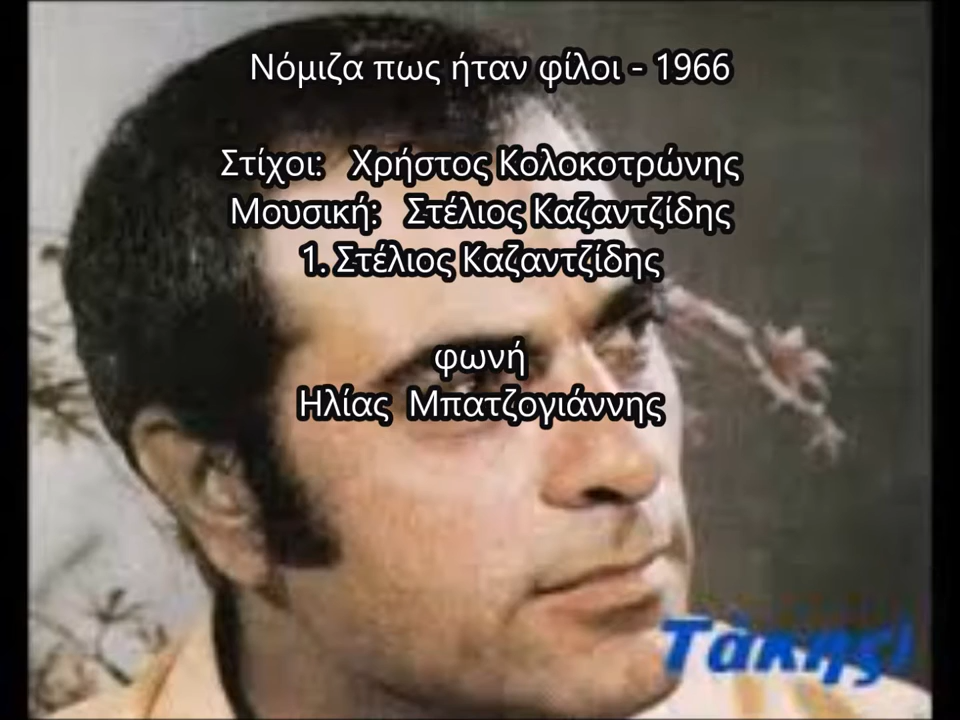 Νόμιζα πως ήταν φίλοι - 1966
Στίχοι: Χρήστος Κολοκοτρώνης
Μουσική: Στέλιος Καζαντζίδης
1. Στέλιος Καζαντζίδης
φωνή
Ηλίας Μπατζογιάννης
Τάκης!